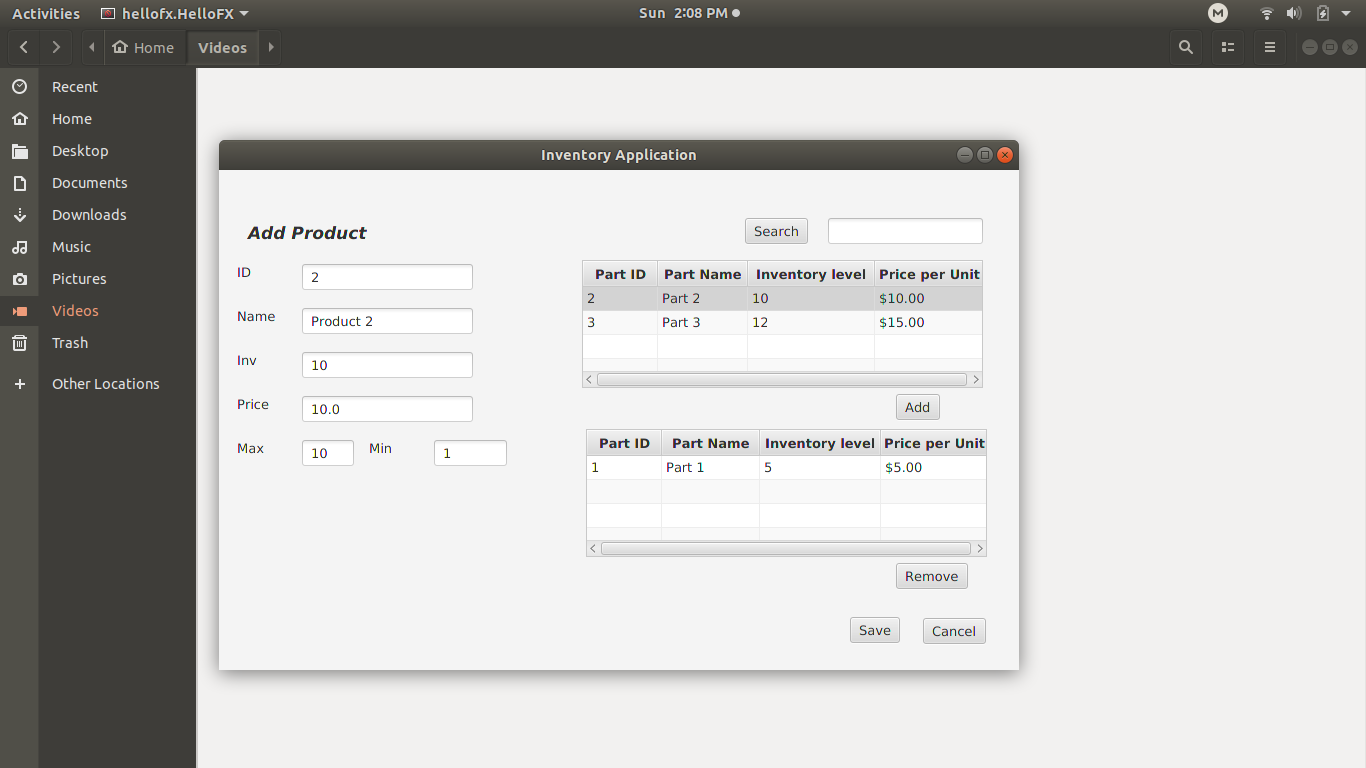 Activities hellofx.HelloFX Sun 2:08 PM M
Home Videos
Recent
Home
Desktop
Documents
Downloads
Music
Pictures
Videos
Trash
Other Locations
Inventory Application
Add Product
ID 2
Name Product 2
Inv 10
Price 10.0
Max 10 Min 1
Search
Part ID Part Name Inventory level Price per Unit
2 Part 2 10 $10.00
3 Part 3 12 $15.00
Add
Part ID Part Name Inventory level Price per Unit
1 Part 1 5 $5.00
Remove
Save Cancel